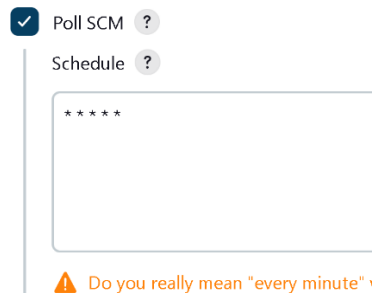 Poll SCM ?
Schedule ?
* * * * *
Do you really mean "every minute"